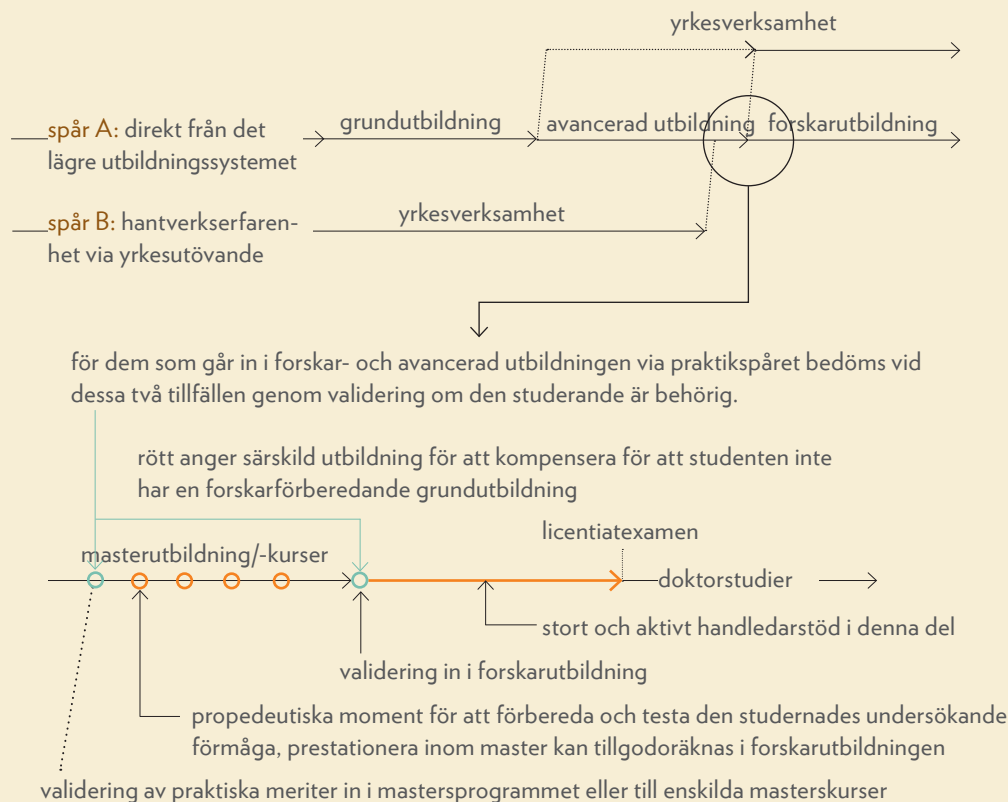 yrkesverksamhet
spår A: direkt från det
lägre utbildningssystemet
grundutbildning
avancerad utbildning
forskarutbildning
spår B: hantverkserfaren-
het via yrkesutövande
yrkesverksamhet
för dem som går in i forskar- och avancerad utbildningen via praktikspåret bedöms vid
dessa två tillfällen genom validering om den studerande är behörig.
rött anger särskild utbildning för att kompensera för att studenten inte
har en forskarförberedande grundutbildning
licentiatexamen
masterutbildning/-kurser
doktorstudier
stort och aktivt handledarstöd i denna del
validering in i forskarutbildning
propedeutiska moment för att förbereda och testa den studernades undersökande
förmåga, prestationera inom master kan tillgodoräknas i forskarutbildningen
validering av praktiska meriter in i mastersprogrammet eller till enskilda masterskurser